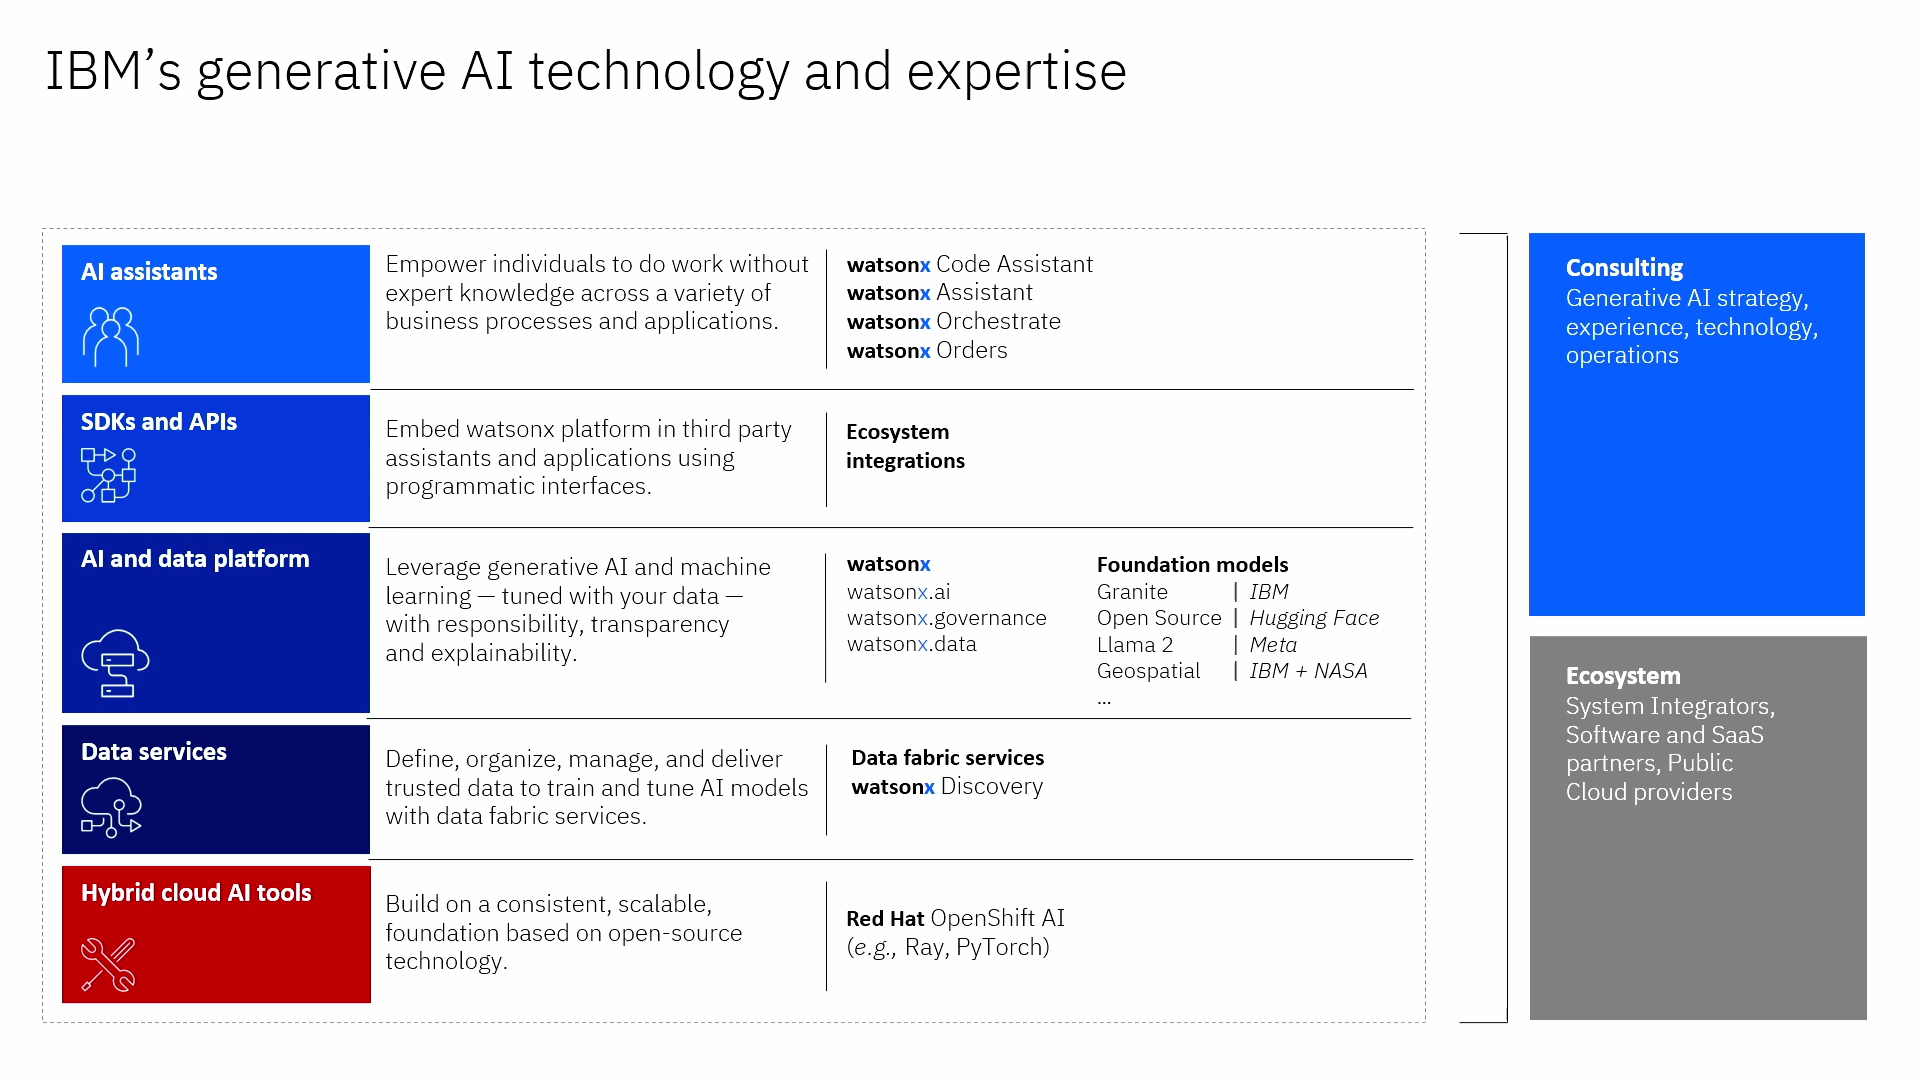 IBM’s generative AI technology and expertise
AI assistants
Empower individuals to do work without
expert knowledge across a variety of
business processes and applications.
watsonx Code Assistant
watsonx Assistant
watsonx Orchestrate
watsonx Orders
SDKs and APIs
Embed watsonx platform in third party
assistants and applications using
programmatic interfaces.
Ecosystem
integrations
AI and data platform
Leverage generative AI and machine
learning — tuned with your data —
with responsibility, transparency
and explainability.
watsonx
watsonx.ai
watsonx.governance
watsonx.data
Foundation models
Granite | IBM
Open Source | Hugging Face
Llama 2 | Meta
Geospatial | IBM + NASA
...
Data services
Define, organize, manage, and deliver
trusted data to train and tune AI models
with data fabric services.
Data fabric services
watsonx Discovery
Hybrid cloud AI tools
Build on a consistent, scalable,
foundation based on open-source
technology.
Red Hat OpenShift AI
(e.g., Ray, PyTorch)
Consulting
Generative AI strategy,
experience, technology,
operations
Ecosystem
System Integrators,
Software and SaaS
partners, Public
Cloud providers